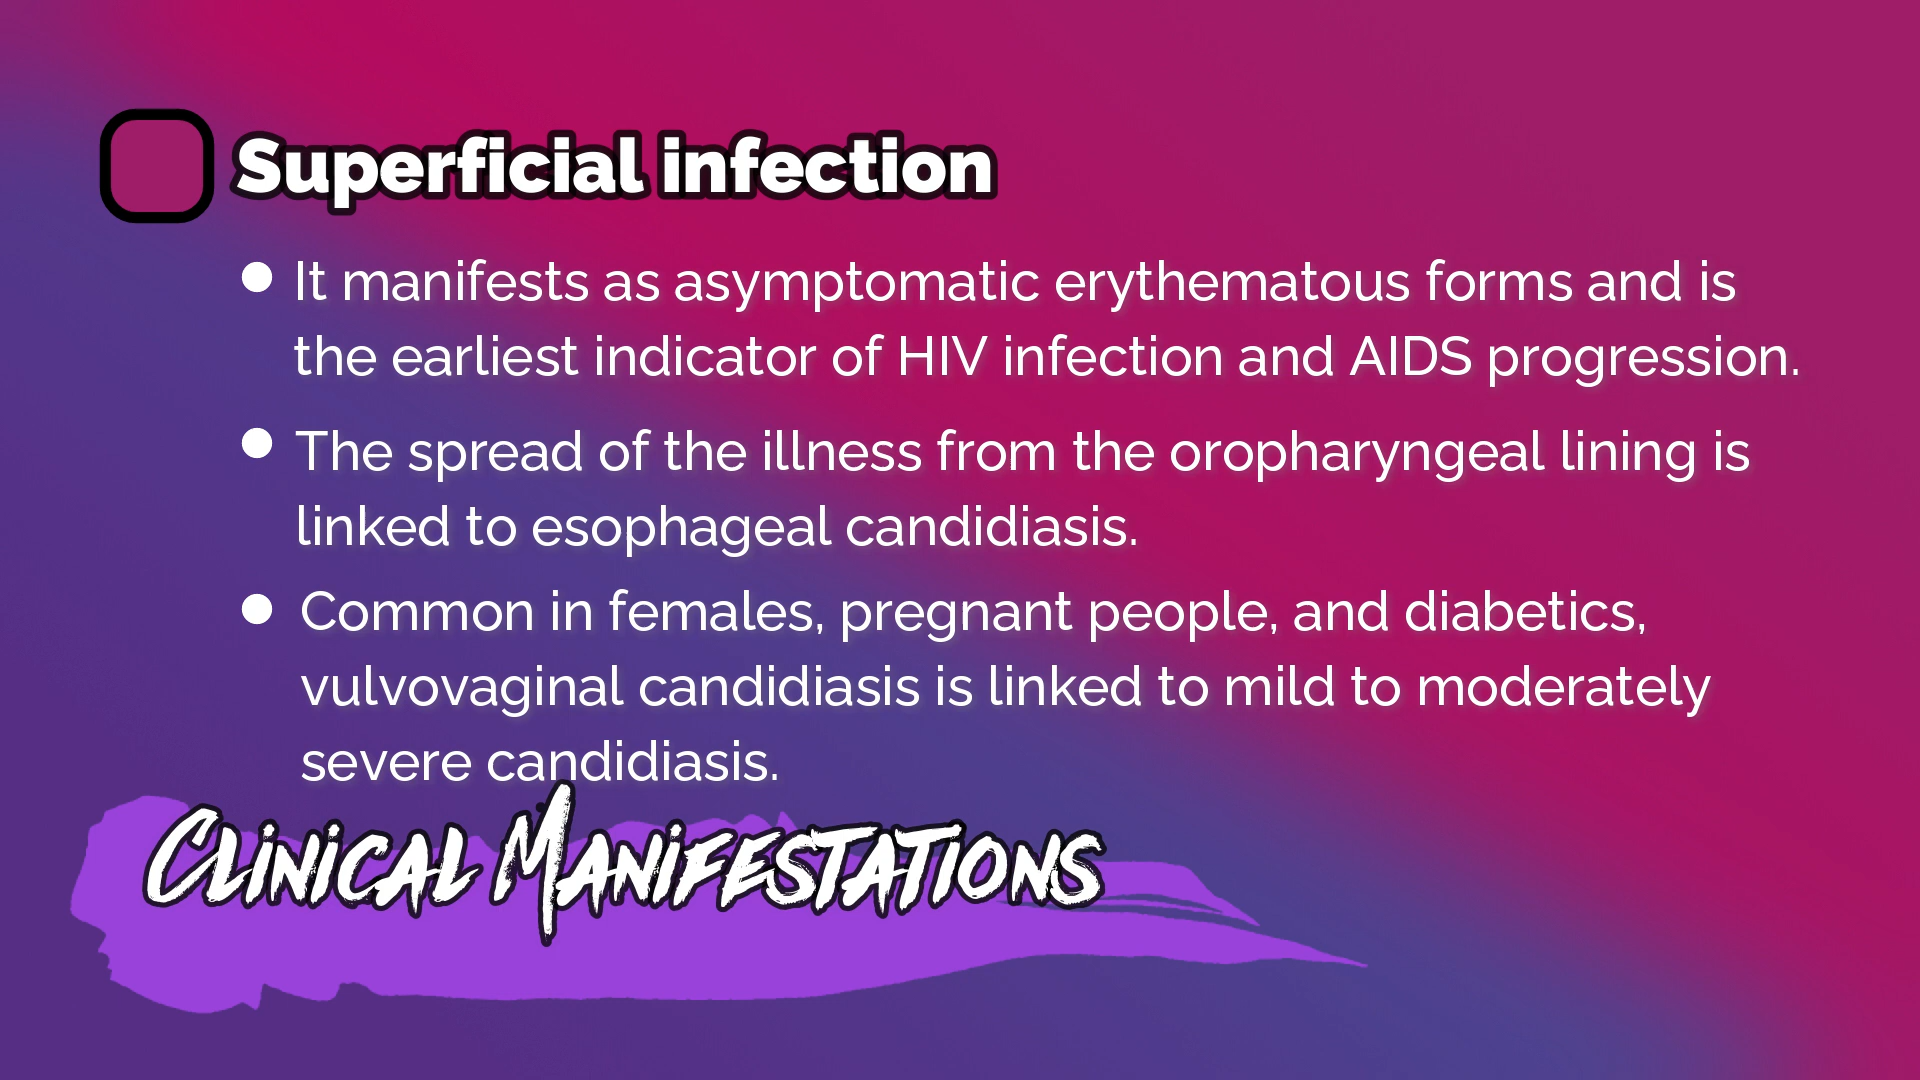 Superficial infection
It manifests as asymptomatic erythematous forms and is
the earliest indicator of HIV infection and AIDS progression.
The spread of the illness from the oropharyngeal lining is
linked to esophageal candidiasis.
Common in females, pregnant people, and diabetics,
vulvovaginal candidiasis is linked to mild to moderately
severe candidiasis.
Clinical Manifestations